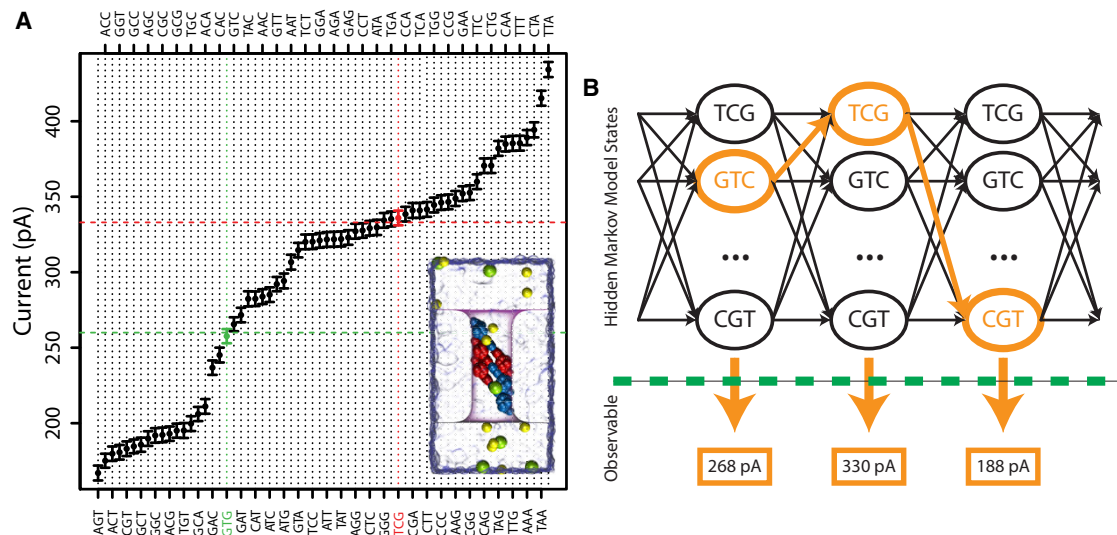 A
ACC GGT GCC AGC CGC GCG TGC ACA CAC GTC TAC AAC GTT AAT TCT GGA AGA GAG CCT ATA TGA CCA TCA TGG CCG GAA TTC CTG CAA TTT CTA TTA
Current (pA)
400
350
300
250
200
AGT ACT CGT GCT GGC ACG TGT GCA GAC GTG GAT CAT ATC ATG GTA TCC ATT TAT AGG CTC GGG TCG CGA CTT CCC AAG CGG CAG TAG TTG AAA TAA
B
Hidden Markov Model States
TCG TCG TCG
GTC GTC GTC
... ... ...
CGT CGT CGT
Observable
268 pA 330 pA 188 pA